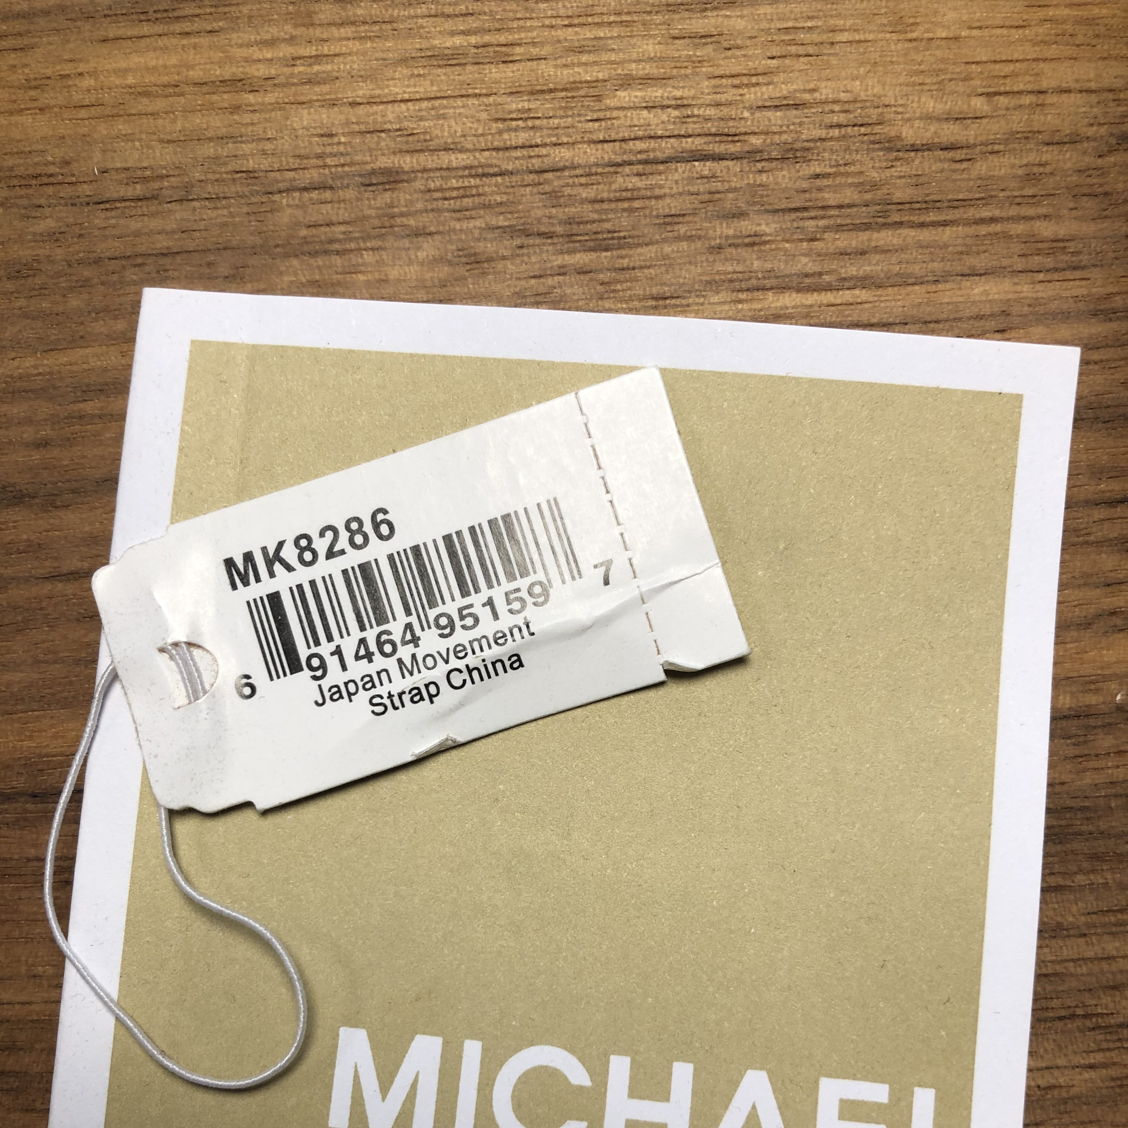 MK8286
6 91464 95159 7
Japan Movement
Strap China
MICHAEL